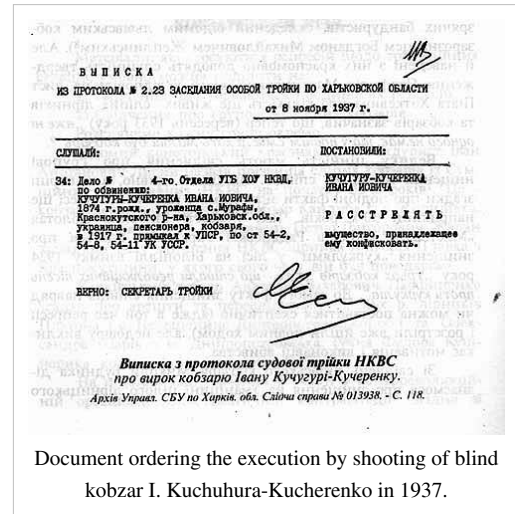 ВЫПИСКА
ИЗ ПРОТОКОЛА № 2.23 ЗАСЕДАНИЯ ОСОБОЙ ТРОЙКИ ПО ХАРЬКОВСКОЙ ОБЛАСТИ
от 8 ноября 1937 г.
СЛУШАЛИ:
34: Дело № 4-го Отдела УГБ ХОУ НКВД,
по обвинению:
КУЧУГУРЫ-КУЧЕРЕНКА ИВАНА ИОВИЧА,
1874 г.рожд., уроженца с.Мурафы,
Краснокутского р-на, Харьковск.обл.,
украинца, пенсионера, кобзаря,
в 1917 г. примыкал к УПСР, по ст 54-2,
54-8, 54-11 УК УССР.
ПОСТАНОВИЛИ:
КУЧУГУРУ-КУЧЕРЕНКА
ИВАНА ИОВИЧА
РАССТРЕЛЯТЬ
имущество, принадлежащее
ему конфисковать.
ВЕРНО: СЕКРЕТАРЬ ТРОЙКИ
Виписка з протокола судової трійки НКВС
про вирок кобзарю Івану Кучугурі-Кучеренку.
Архів Управл. СБУ по Харків. обл. Слідча справа № 013938. - С. 118.
Document ordering the execution by shooting of blind
kobzar I. Kuchuhura-Kucherenko in 1937.